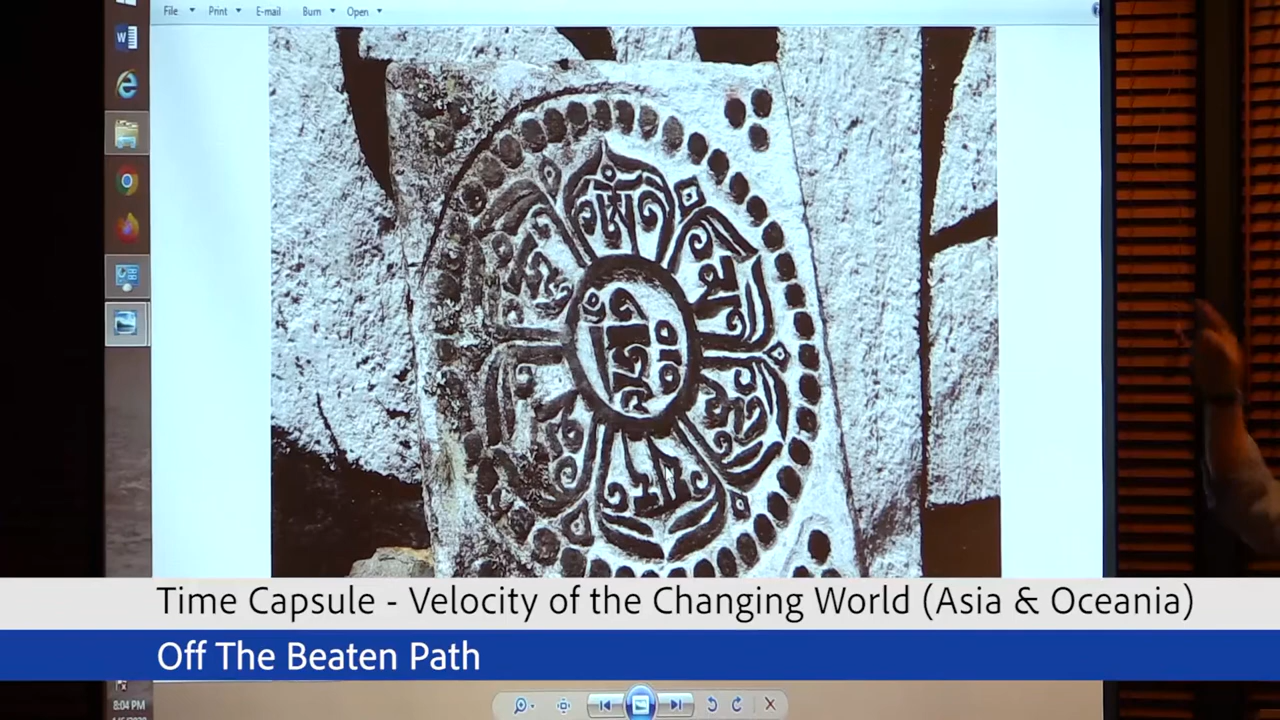 File Print E-mail Burn Open
W
ཨོཾ
མ
Time Capsule - Velocity of the Changing World (Asia & Oceania)
Off The Beaten Path
8:04 PM